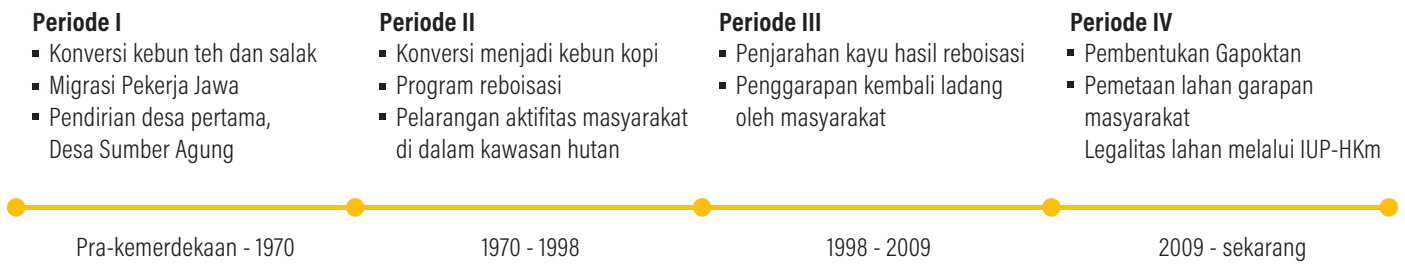 Periode I
▪ Konversi kebun teh dan salak
▪ Migrasi Pekerja Jawa
▪ Pendirian desa pertama,
Desa Sumber Agung
Periode II
▪ Konversi menjadi kebun kopi
▪ Program reboisasi
▪ Pelarangan aktifitas masyarakat
di dalam kawasan hutan
Periode III
▪ Penjarahan kayu hasil reboisasi
▪ Penggarapan kembali ladang
oleh masyarakat
Periode IV
▪ Pembentukan Gapoktan
▪ Pemetaan lahan garapan
masyarakat
Legalitas lahan melalui IUP-HKm
Pra-kemerdekaan - 1970
1970 - 1998
1998 - 2009
2009 - sekarang